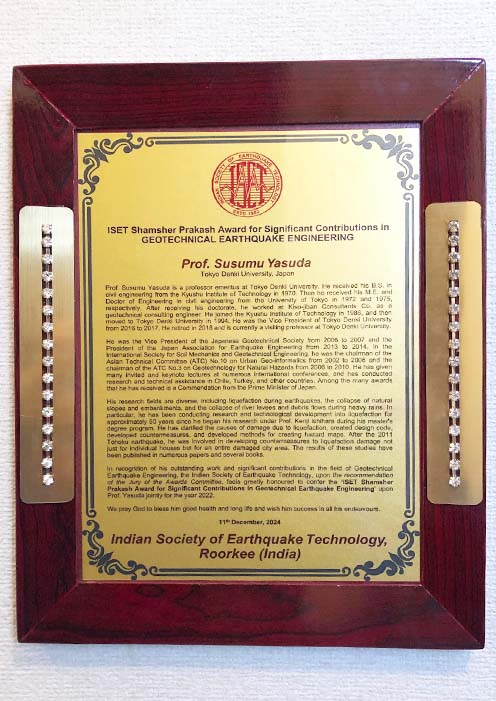 INDIAN SOCIETY OF EARTHQUAKE TECHNOLOGY
ISET
ESTD 1962
ISET Shamsher Prakash Award for Significant Contributions in
GEOTECHNICAL EARTHQUAKE ENGINEERING
Prof. Susumu Yasuda
Tokyo Denki University, Japan
Prof. Susumu Yasuda is a professor emeritus at Tokyo Denki University. He received his B.S. in
civil engineering from the Kyushu Institute of Technology in 1970. Then he received his M.E. and
Doctor of Engineering in civil engineering from the University of Tokyo in 1972 and 1975,
respectively. After receiving his doctorate, he worked at Kiso-jiban Consultants Co. as a
geotechnical consulting engineer. He joined the Kyushu Institute of Technology in 1986, and then
moved to Tokyo Denki University in 1994. He was the Vice President of Tokyo Denki University
from 2016 to 2017. He retired in 2018 and is currently a visiting professor at Tokyo Denki University.
He was the Vice President of the Japanese Geotechnical Society from 2006 to 2007 and the
President of the Japan Association for Earthquake Engineering from 2013 to 2014. In the
International Society for Soil Mechanics and Geotechnical Engineering, he was the chairman of the
Asian Technical Committee (ATC) No.10 on Urban Geo-informatics from 2002 to 2006 and the
chairman of the ATC No.3 on Geotechnology for Natural Hazards from 2006 to 2010. He has given
many invited and keynote lectures at numerous international conferences, and has conducted
research and technical assistance in Chile, Turkey, and other countries. Among the many awards
that he has received is a Commendation from the Prime Minister of Japan.
His research fields are diverse, including liquefaction during earthquakes, the collapse of natural
slopes and embankments, and the collapse of river levees and debris flows during heavy rains. In
particular, he has been conducting research and technological development into liquefaction for
approximately 50 years since he began his research under Prof. Kenji Ishihara during his master's
degree program. He has clarified the causes of damage due to liquefaction, created design code,
developed countermeasures, and developed methods for creating hazard maps. After the 2011
Tohoku earthquake, he was involved in developing countermeasures to liquefaction damage not
just for individual houses but for an entire damaged city area. The results of these studies have
been published in numerous papers and several books.
In recognition of his outstanding work and significant contributions in the field of Geotechnical
Earthquake Engineering, the Indian Society of Earthquake Technology, upon the recommendation
of the Jury of the Awards Committee, feels greatly honoured to confer the 'ISET Shamsher
Prakash Award for Significant Contributions in Geotechnical Earthquake Engineering' upon
Prof. Yasuda jointly for the year 2022.
We pray God to bless him good health and long life and wish him success in all his endeavours.
11th December, 2024
Indian Society of Earthquake Technology,
Roorkee (India)